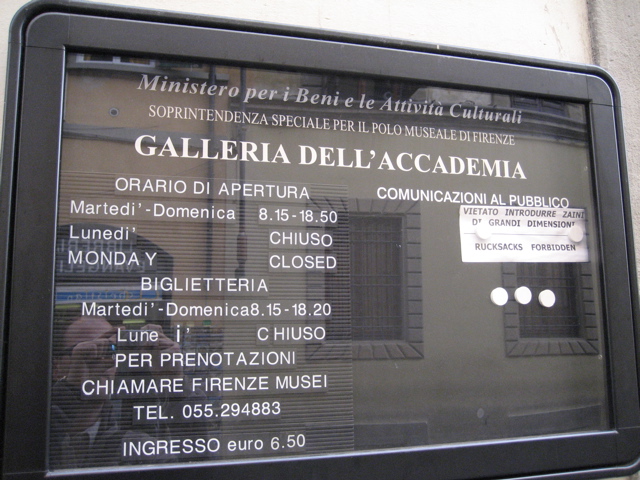 Ministero per i Beni e le Attività Culturali
SOPRINTENDENZA SPECIALE PER IL POLO MUSEALE DI FIRENZE
GALLERIA DELL'ACCADEMIA
ORARIO DI APERTURA
Martedi'-Domenica 8.15-18.50
Lunedi' CHIUSO
MONDAY CLOSED
BIGLIETTERIA
Martedi'-Domenica 8.15-18.20
Lune i' CHIUSO
PER PRENOTAZIONI
CHIAMARE FIRENZE MUSEI
TEL. 055.294883
INGRESSO euro 6.50
COMUNICAZIONI AL PUBBLICO
VIETATO INTRODURRE ZAINI
DI GRANDI DIMENSIONI
RUCKSACKS FORBIDDEN